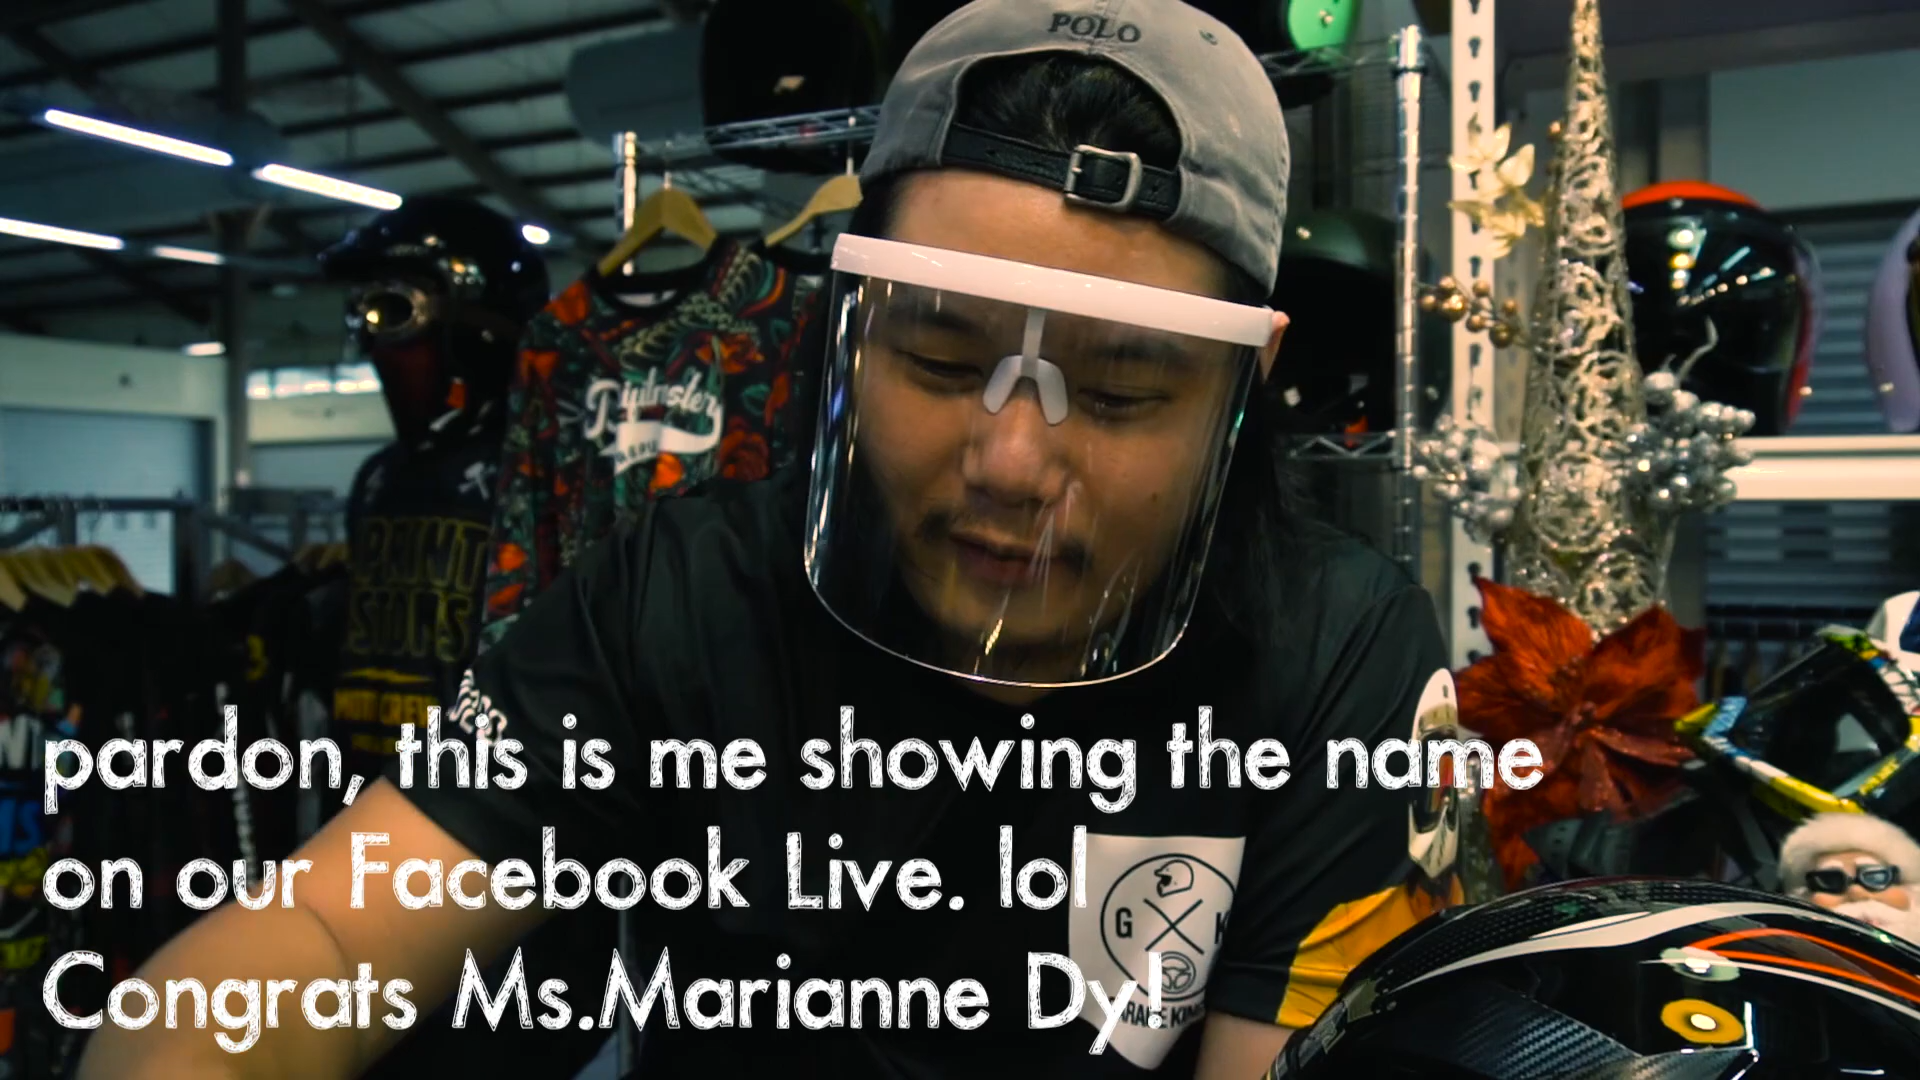 POLO
pardon, this is me showing the name
on our Facebook Live. lol
G K
Congrats Ms.Marianne Dy!